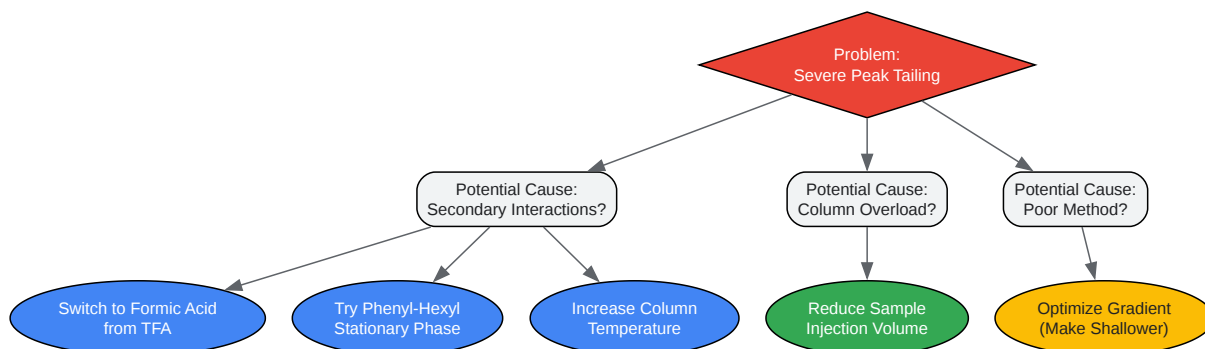 Problem:
Severe Peak Tailing
Potential Cause:
Secondary Interactions?
Potential Cause:
Column Overload?
Potential Cause:
Poor Method?
Switch to Formic Acid
from TFA
Try Phenyl-Hexyl
Stationary Phase
Increase Column
Temperature
Reduce Sample
Injection Volume
Optimize Gradient
(Make Shallower)